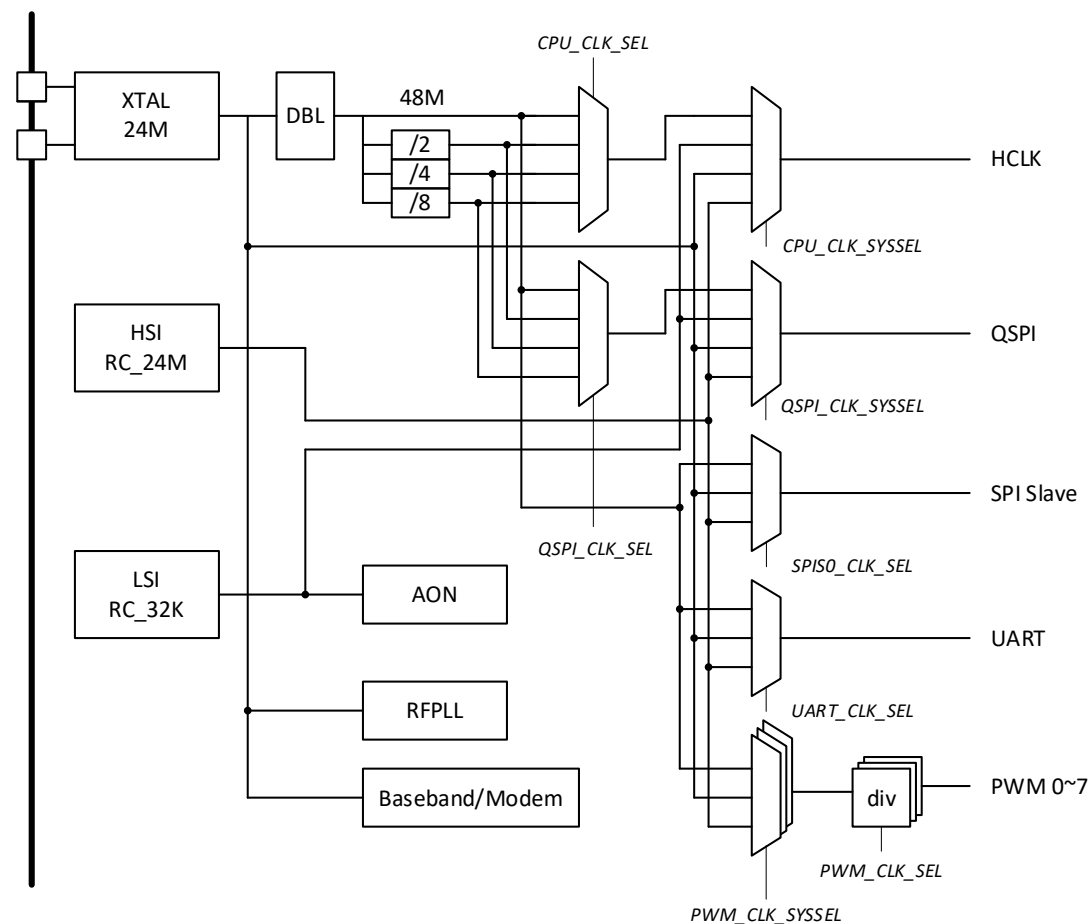 CPU_CLK_SEL
XTAL
24M
DBL
48M
/2
/4
/8
HCLK
CPU_CLK_SYSSEL
HSI
RC_24M
QSPI
QSPI_CLK_SYSSEL
SPI Slave
QSPI_CLK_SEL
SPIS0_CLK_SEL
LSI
RC_32K
AON
UART
UART_CLK_SEL
RFPLL
Baseband/Modem
div
PWM 0~7
PWM_CLK_SEL
PWM_CLK_SYSSEL